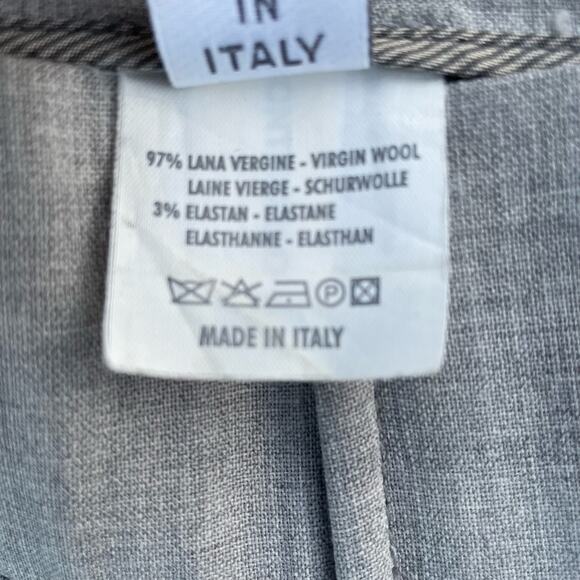 IN
ITALY
97% LANA VERGINE - VIRGIN WOOL
LAINE VIERGE - SCHURWOLLE
3% ELASTAN - ELASTANE
ELASTHANNE - ELASTHAN
P
MADE IN ITALY